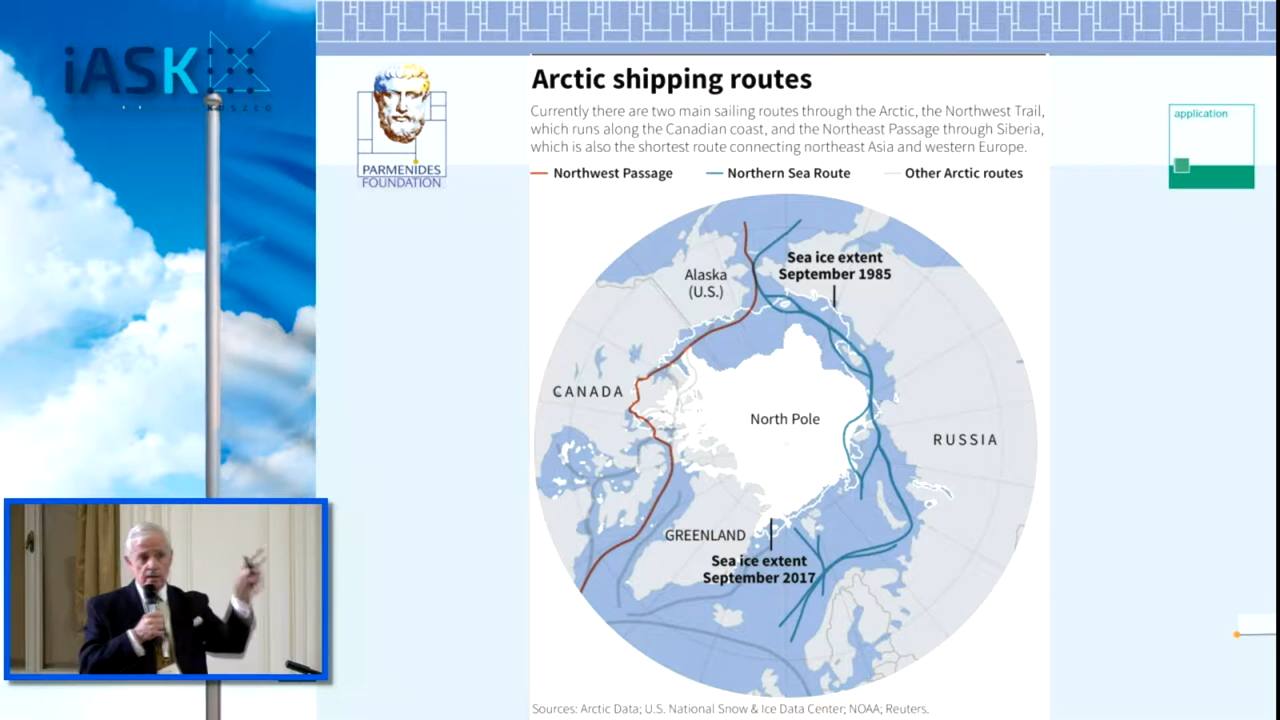 iASK
KŐSZEG
PARMENIDES
FOUNDATION
application
Arctic shipping routes
Currently there are two main sailing routes through the Arctic, the Northwest Trail,
which runs along the Canadian coast, and the Northeast Passage through Siberia,
which is also the shortest route connecting northeast Asia and western Europe.
Northwest Passage Northern Sea Route Other Arctic routes
Sea ice extent
September 1985
Alaska
(U.S.)
CANADA
North Pole
RUSSIA
GREENLAND
Sea ice extent
September 2017
Sources: Arctic Data; U.S. National Snow & Ice Data Center; NOAA; Reuters.